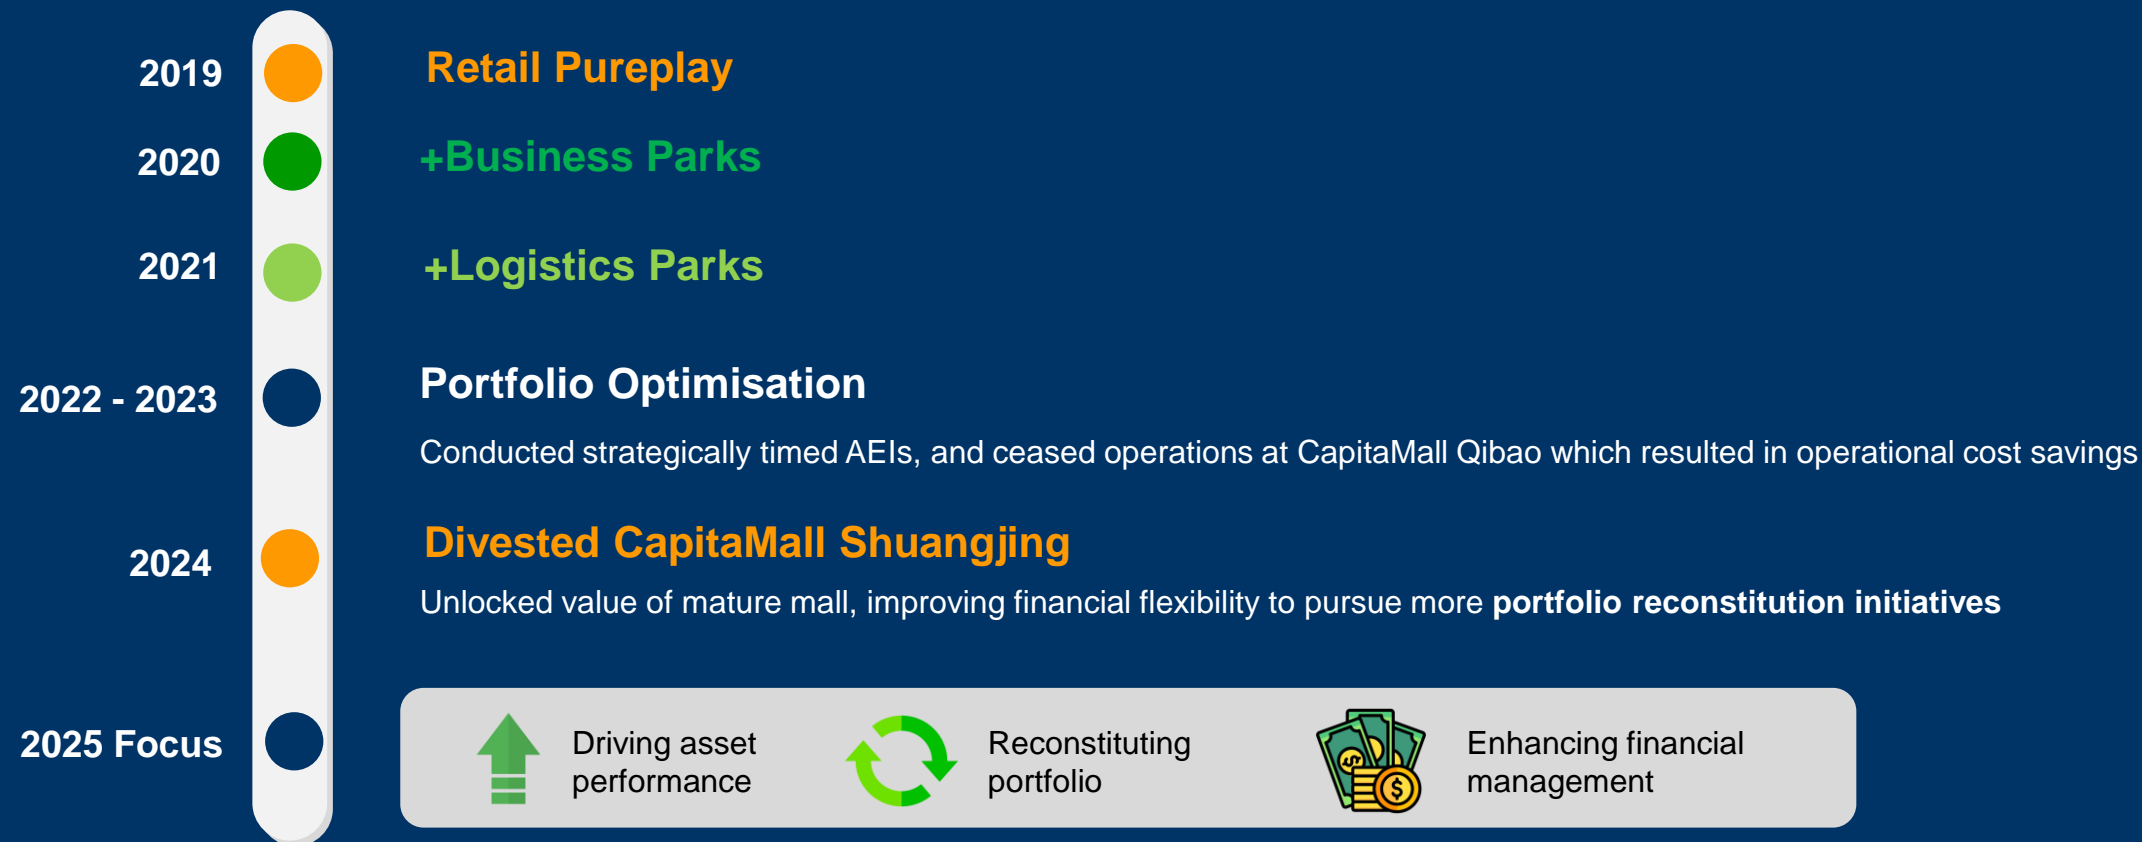 2019
Retail Pureplay
2020
+Business Parks
2021
+Logistics Parks
2022 - 2023
Portfolio Optimisation
Conducted strategically timed AEIs, and ceased operations at CapitaMall Qibao which resulted in operational cost savings
2024
Divested CapitaMall Shuangjing
Unlocked value of mature mall, improving financial flexibility to pursue more portfolio reconstitution initiatives
2025 Focus
Driving asset
performance
Reconstituting
portfolio
Enhancing financial
management